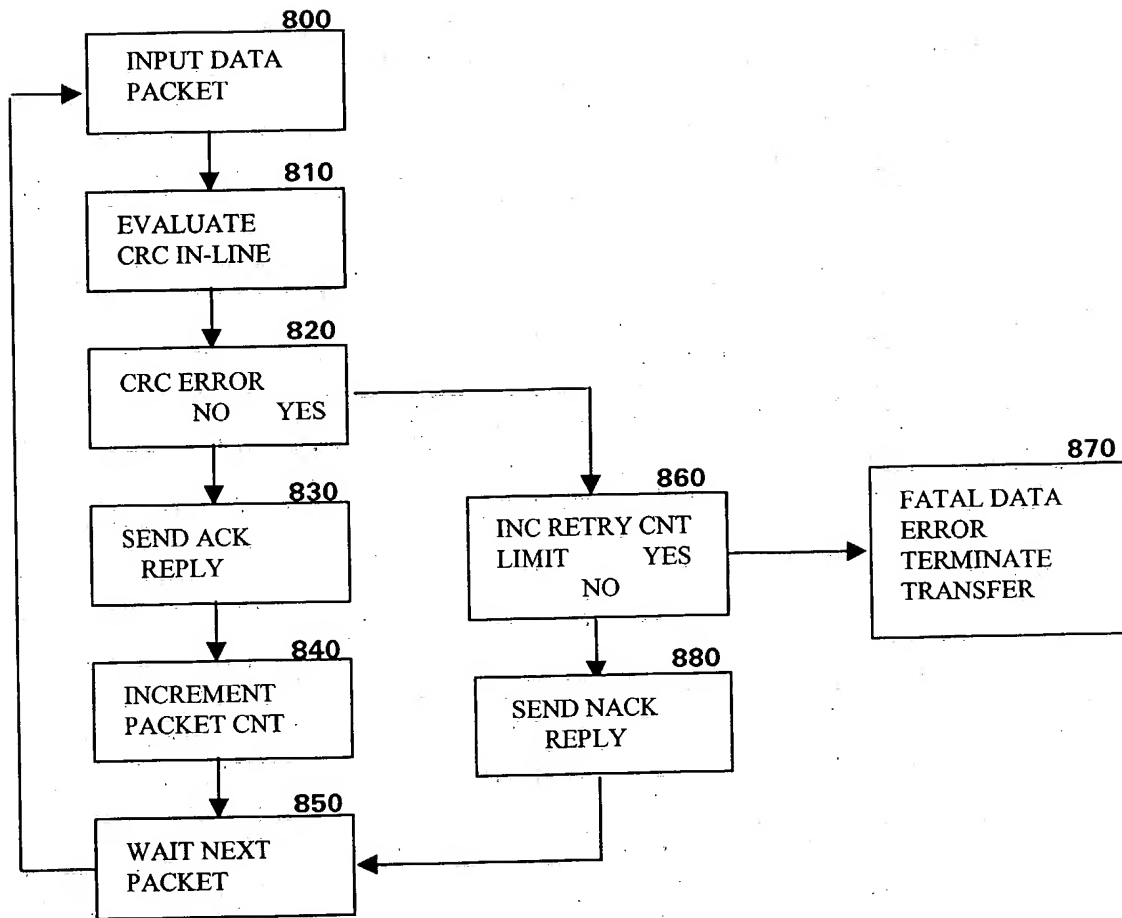 800
INPUT DATA
PACKET
810
EVALUATE
CRC IN-LINE
820
CRC ERROR
NO YES
830
SEND ACK
REPLY
840
INCREMENT
PACKET CNT
850
WAIT NEXT
PACKET
860
INC RETRY CNT
LIMIT YES
NO
870
FATAL DATA
ERROR
TERMINATE
TRANSFER
880
SEND NACK
REPLY